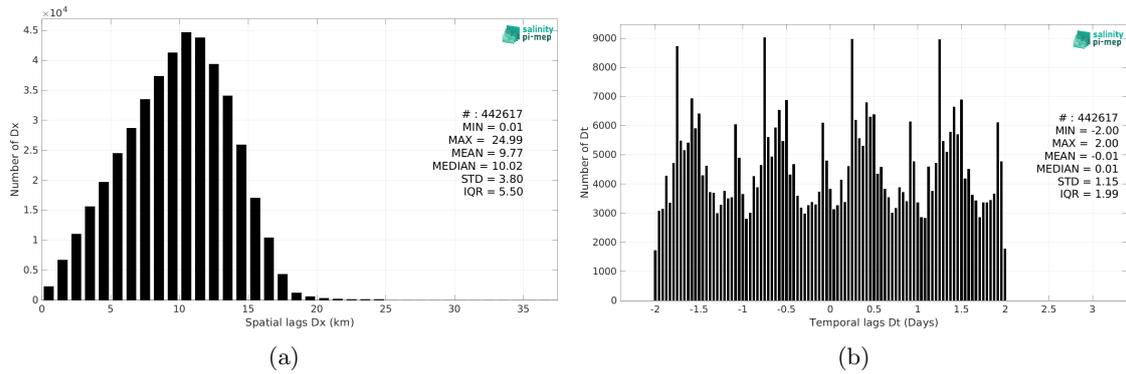 ×10⁴
4.5
4
3.5
3
2.5
2
1.5
1
0.5
0
Number of Dx
salinity
pi-mep
# : 442617
MIN = 0.01
MAX = 24.99
MEAN = 9.77
MEDIAN = 10.02
STD = 3.80
IQR = 5.50
0 5 10 15 20 25 30 35
Spatial lags Dx (km)
(a)
9000
8000
7000
6000
5000
4000
3000
2000
1000
0
Number of Dt
salinity
pi-mep
# : 442617
MIN = -2.00
MAX = 2.00
MEAN = -0.01
MEDIAN = 0.01
STD = 1.15
IQR = 1.99
-2 -1.5 -1 -0.5 0 0.5 1 1.5 2 2.5 3
Temporal lags Dt (Days)
(b)